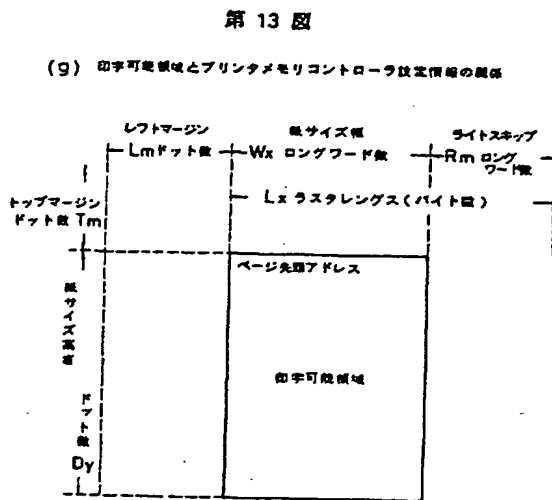 第 13 図
(g) 印字可能領域とプリンタメモリコントローラ設定情報の関係
レフトマージン
Lmドット数
紙サイズ幅
Wx ロングワード数
ライトスキップ
Rm ロング
ワード数
Lx ラスタレングス(バイト数)
トップマージン
ドット数 Tm
ページ先頭アドレス
紙サイズ高さ
ドット数
Dy
印字可能領域